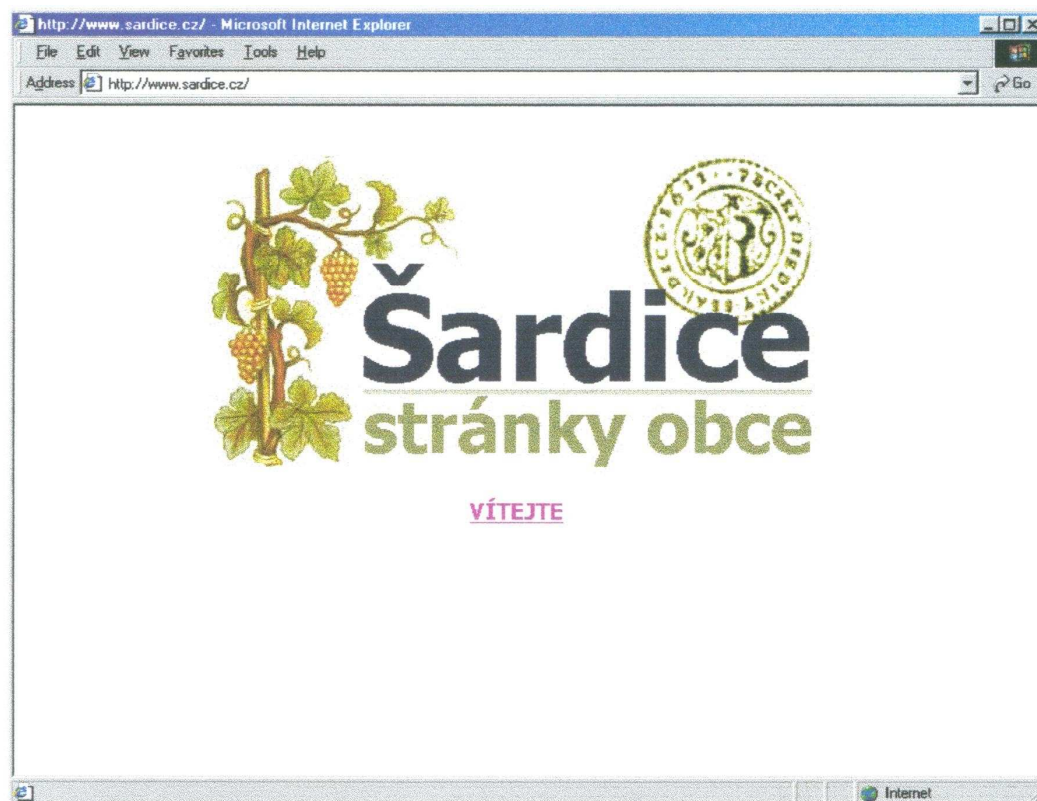 http://www.sardice.cz/ - Microsoft Internet Explorer
File Edit View Favorites Tools Help
Address http://www.sardice.cz/ Go
1611
Šardice
stránky obce
VÍTEJTE
Internet